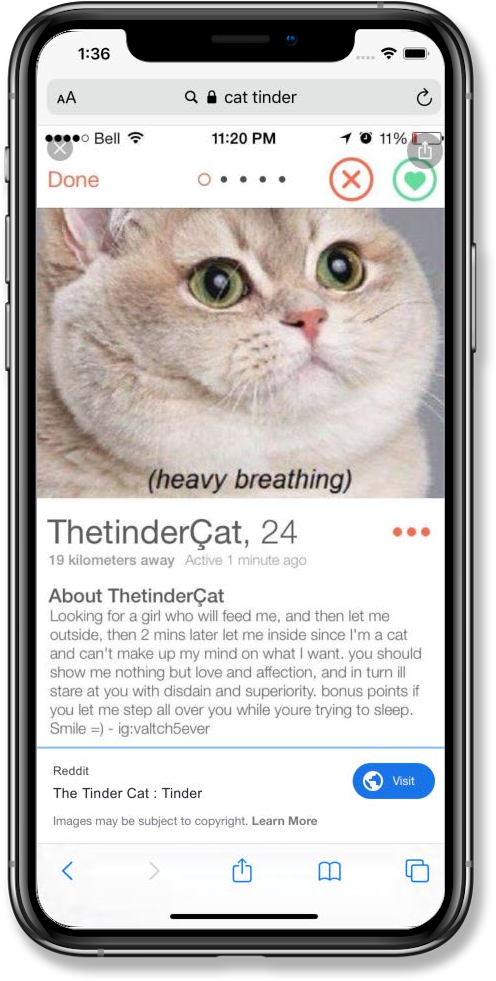 1:36
AA cat tinder
Bell 11:20 PM 11%
Done
(heavy breathing)
ThetinderÇat, 24
19 kilometers away Active 1 minute ago
About ThetinderÇat
Looking for a girl who will feed me, and then let me
outside, then 2 mins later let me inside since I'm a cat
and can't make up my mind on what I want. you should
show me nothing but love and affection, and in turn ill
stare at you with disdain and superiority. bonus points if
you let me step all over you while youre trying to sleep.
Smile =) - ig:valtch5ever
Reddit
The Tinder Cat : Tinder
Visit
Images may be subject to copyright. Learn More